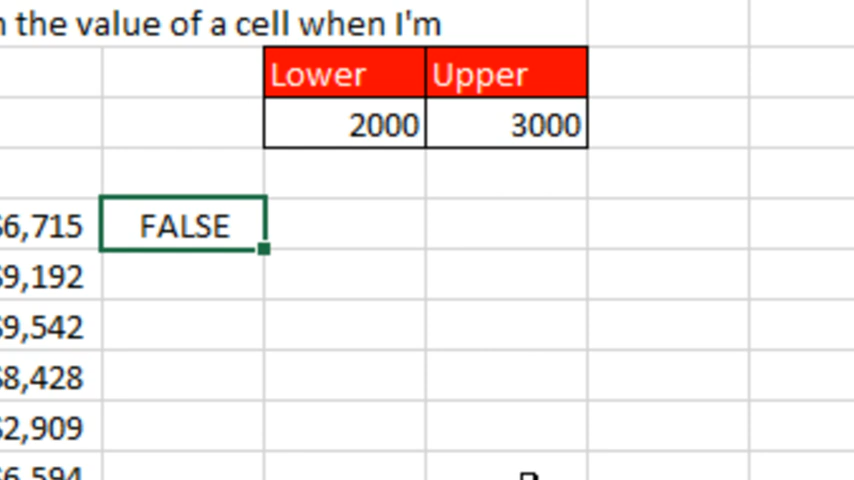 the value of a cell when I'm
Lower Upper
2000 3000
$6,715 FALSE
$9,192
$9,542
$8,428
$2,909
$6,594